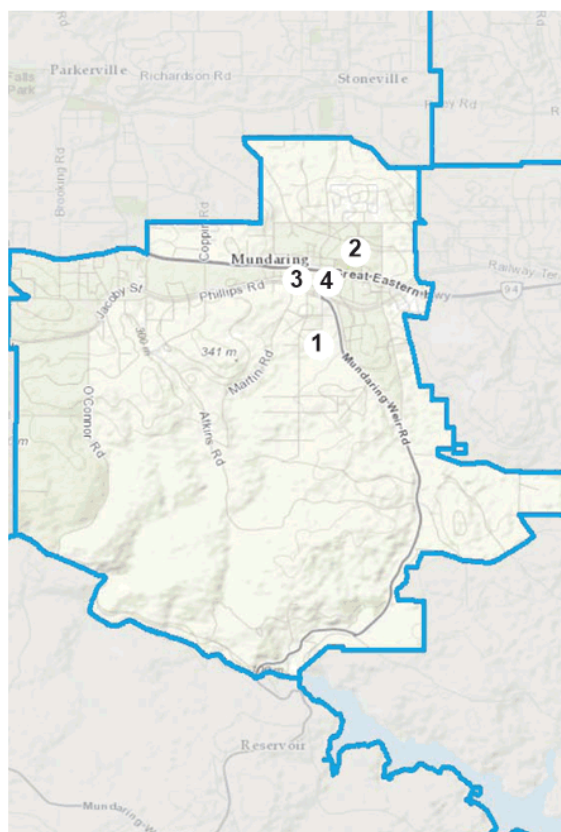 Falls
Park
Parkerville
Richardson Rd
Stoneville
Brooking Rd
Coppin Rd
2
Mundaring
3
4
Great-Eastern-Hwy
Railway-Ter
94
Jacoby St
Phillips Rd
300 m
341 m
1
Martin-Rd
Mundaring-Weir-Rd
O'Connor Rd
Atkins Rd
Reservoir
Mundaring-W